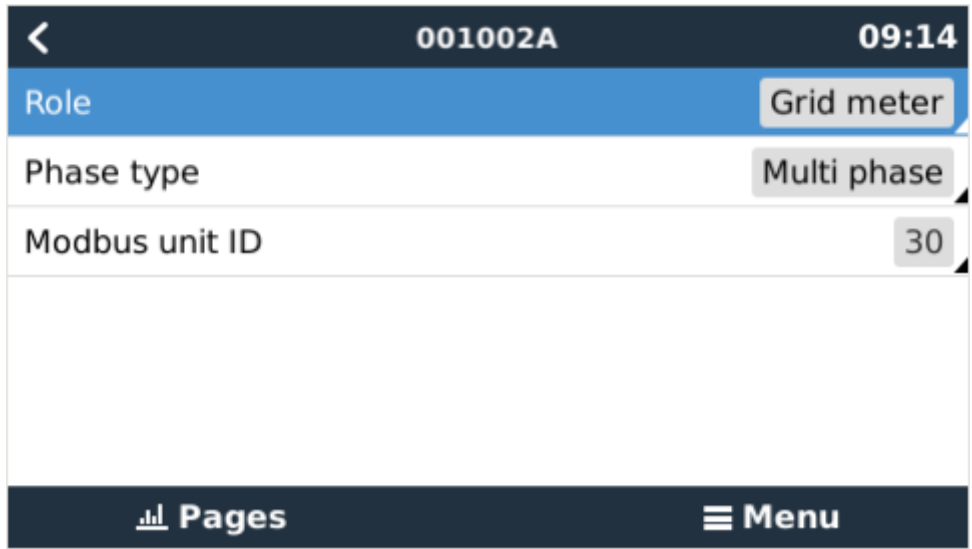 001002A 09:14
Role Grid meter
Phase type Multi phase
Modbus unit ID 30
Pages Menu